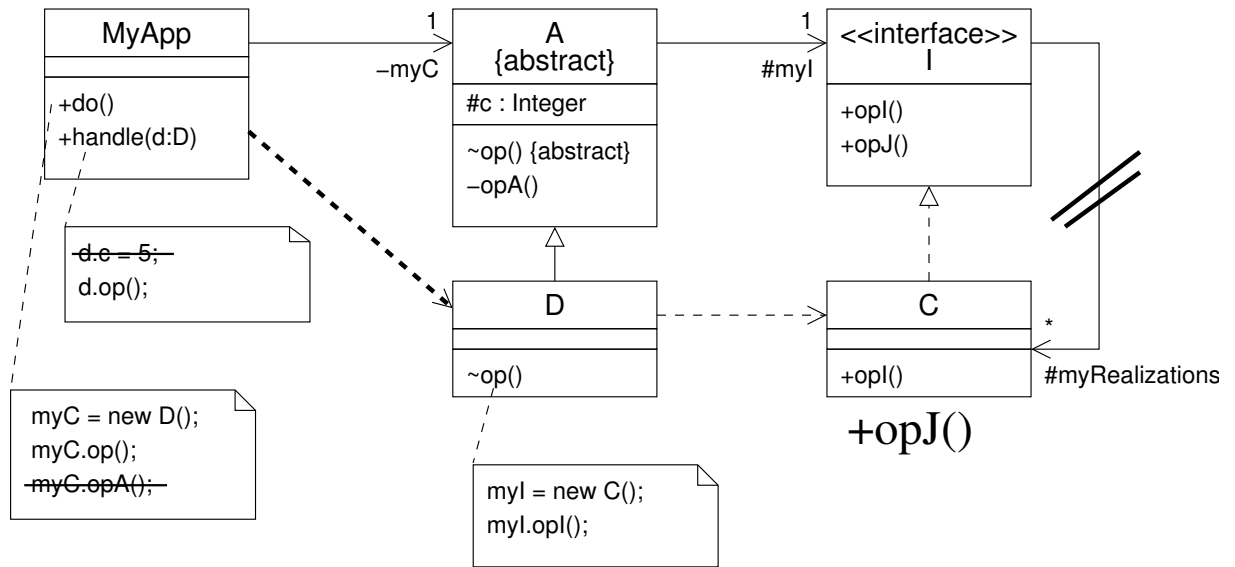 MyApp
+do()
+handle(d:D)
1
−myC
A
{abstract}
#c : Integer
~op() {abstract}
−opA()
1
#myI
<<interface>>
I
+opI()
+opJ()
d.c = 5;
d.op();
D
~op()
C
+opI()
+opJ()
*
#myRealizations
myC = new D();
myC.op();
myC.opA();
myI = new C();
myI.opI();